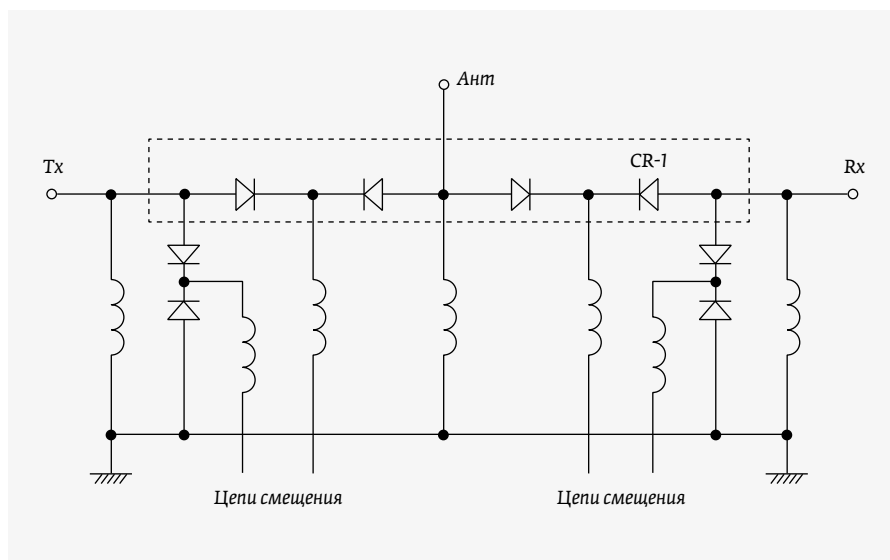 Ант
Tx
CR-1
Rx
Цепи смещения
Цепи смещения